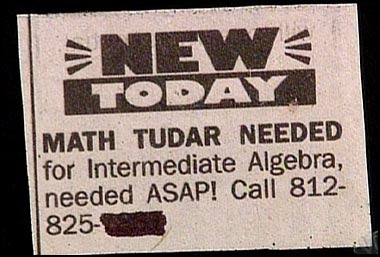 NEW
TODAY
MATH TUDAR NEEDED
for Intermediate Algebra,
needed ASAP! Call 812-
825-